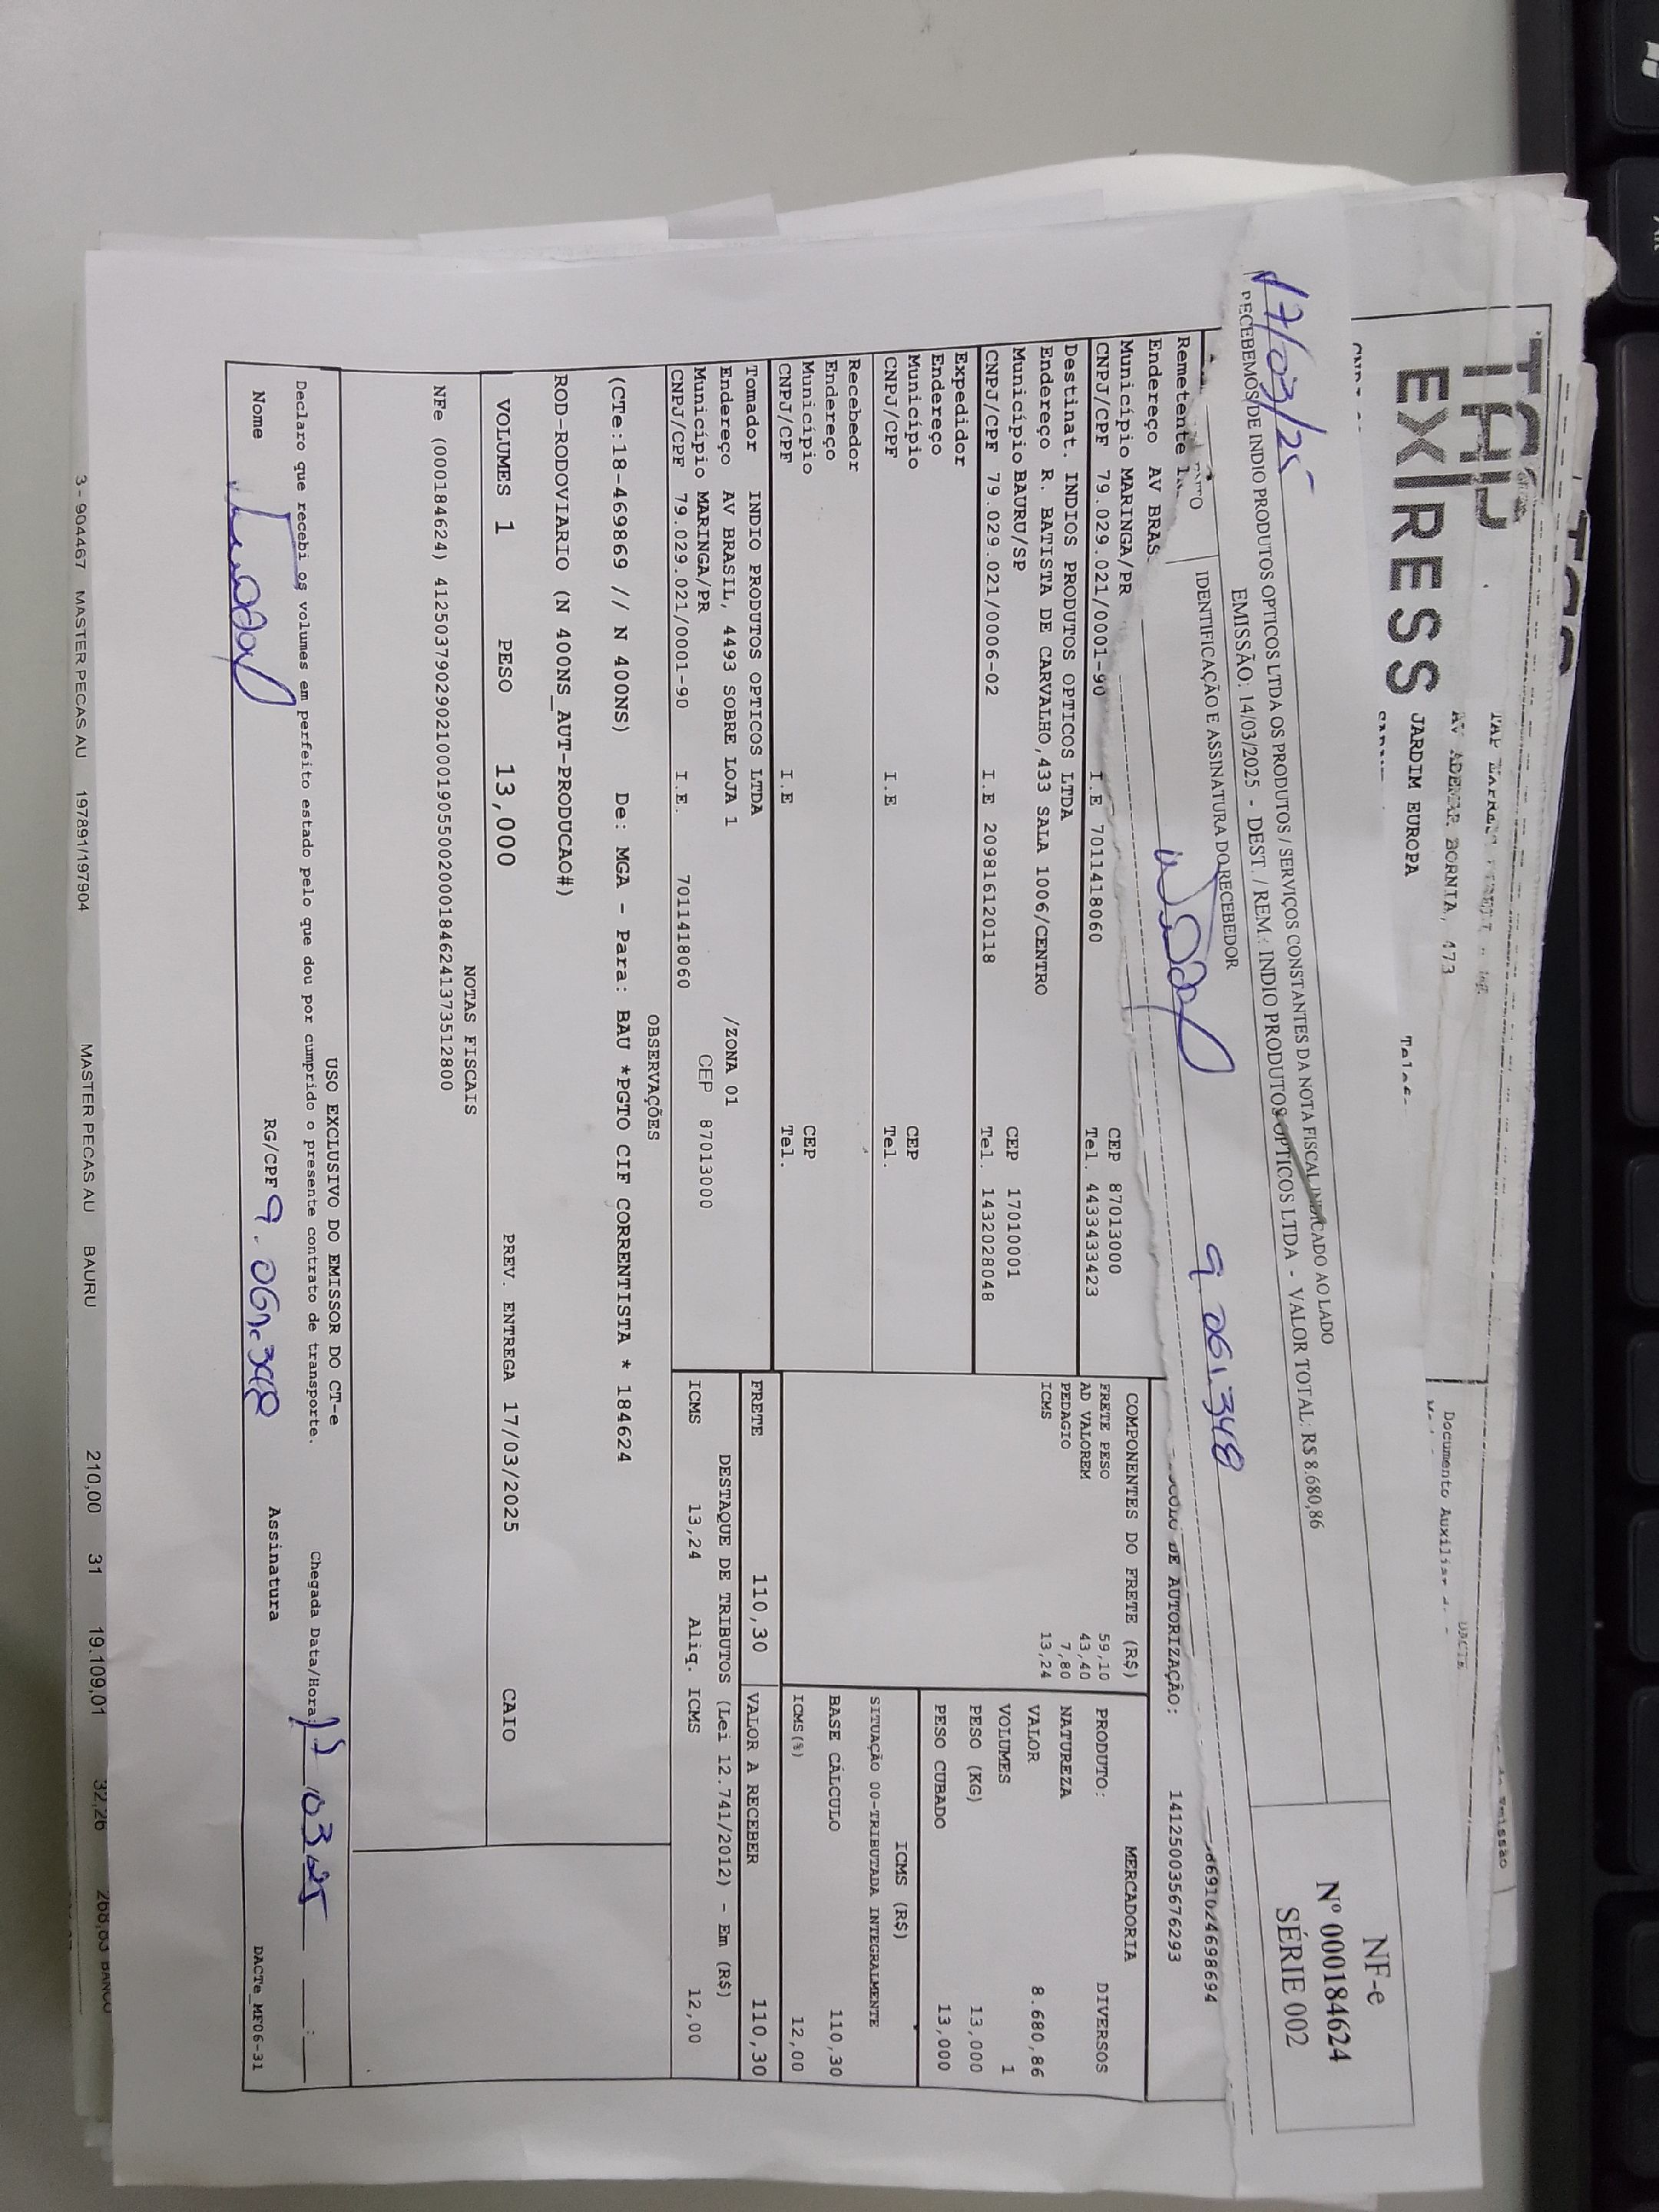 EXPRESS
AV ADEMAR BORNIA, 473
JARDIM EUROPA
DACTE
Documento Auxiliar
17/03/25
RECEBEMOS DE INDIO PRODUTOS OPTICOS LTDA OS PRODUTOS / SERVIÇOS CONSTANTES DA NOTA FISCAL INDICADO AO LADO
EMISSÃO: 14/03/2025 - DEST. / REM.: INDIO PRODUTOS OPTICOS LTDA - VALOR TOTAL: R$ 8.680,86
IDENTIFICAÇÃO E ASSINATURA DO RECEBEDOR
9 061348
NF-e
Nº 000184624
SÉRIE 002
DE AUTORIZAÇÃO: 141250035676293
Remetente
Endereço AV BRAS
Município MARINGA/PR CEP 87013000
CNPJ/CPF 79.029.021/0001-90 I.E 7011418060 Tel. 4433433423
Destinat. INDIOS PRODUTOS OPTICOS LTDA
Endereço R. BATISTA DE CARVALHO,433 SALA 1006/CENTRO
Município BAURU/SP CEP 17010001
CNPJ/CPF 79.029.021/0006-02 I.E 209816120118 Tel. 1432028048
Expedidor
Endereço
Município CEP
CNPJ/CPF I.E Tel.
Recebedor
Endereço
Município CEP
CNPJ/CPF I.E Tel.
Tomador INDIO PRODUTOS OPTICOS LTDA
Endereço AV BRASIL, 4493 SOBRE LOJA 1 /ZONA 01
Município MARINGA/PR CEP 87013000
CNPJ/CPF 79.029.021/0001-90 I.E. 7011418060
COMPONENTES DO FRETE (R$)
FRETE PESO 59,10
AD VALOREM 43,40
PEDAGIO 7,80
ICMS 13,24
MERCADORIA
PRODUTO: DIVERSOS
NATUREZA
VALOR 8.680,86
VOLUMES 1
PESO (KG) 13,000
PESO CUBADO 13,000
ICMS (R$)
SITUAÇÃO 00-TRIBUTADA INTEGRALMENTE
BASE CÁLCULO 110,30
ICMS(%) 12,00
FRETE 110,30 VALOR A RECEBER 110,30
DESTAQUE DE TRIBUTOS (Lei 12.741/2012) - Em (R$)
ICMS 13,24 Aliq. ICMS 12,00
OBSERVAÇÕES
(CTe:18-469869 // N 400NS) De: MGA - Para: BAU *PGTO CIF CORRENTISTA * 184624
ROD-RODOVIARIO (N 400NS_AUT-PRODUCAO#)
VOLUMES 1 PESO 13,000 PREV. ENTREGA 17/03/2025 CAIO
NOTAS FISCAIS
NFe (000184624) 41250379029021000190550020001846241373512800
USO EXCLUSIVO DO EMISSOR DO CT-e
Declaro que recebi os volumes em perfeito estado pelo que dou por cumprido o presente contrato de transporte. Chegada Data/Hora: 17/03/25
Nome RG/CPF 9.061.348 Assinatura
DACTe_MF06-31
3 - 904467 MASTER PECAS AU 197891/197904 MASTER PECAS AU BAURU 210,00 31 19.109,01 32,26 268,83 BANCO